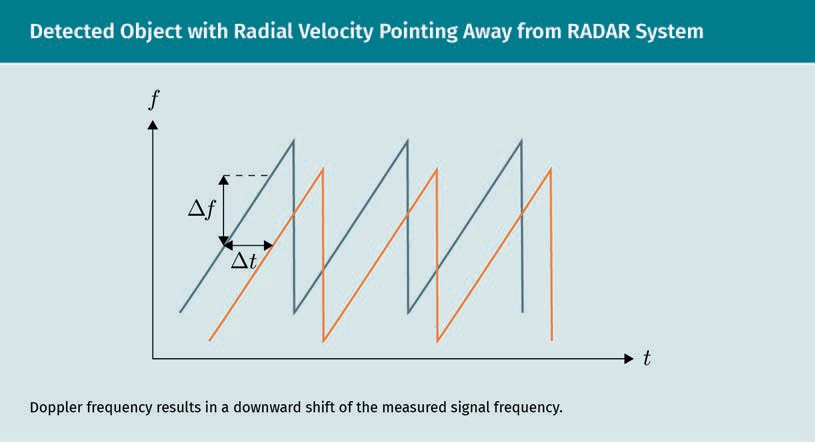 Detected Object with Radial Velocity Pointing Away from RADAR System
f
Δf
Δt
t
Doppler frequency results in a downward shift of the measured signal frequency.